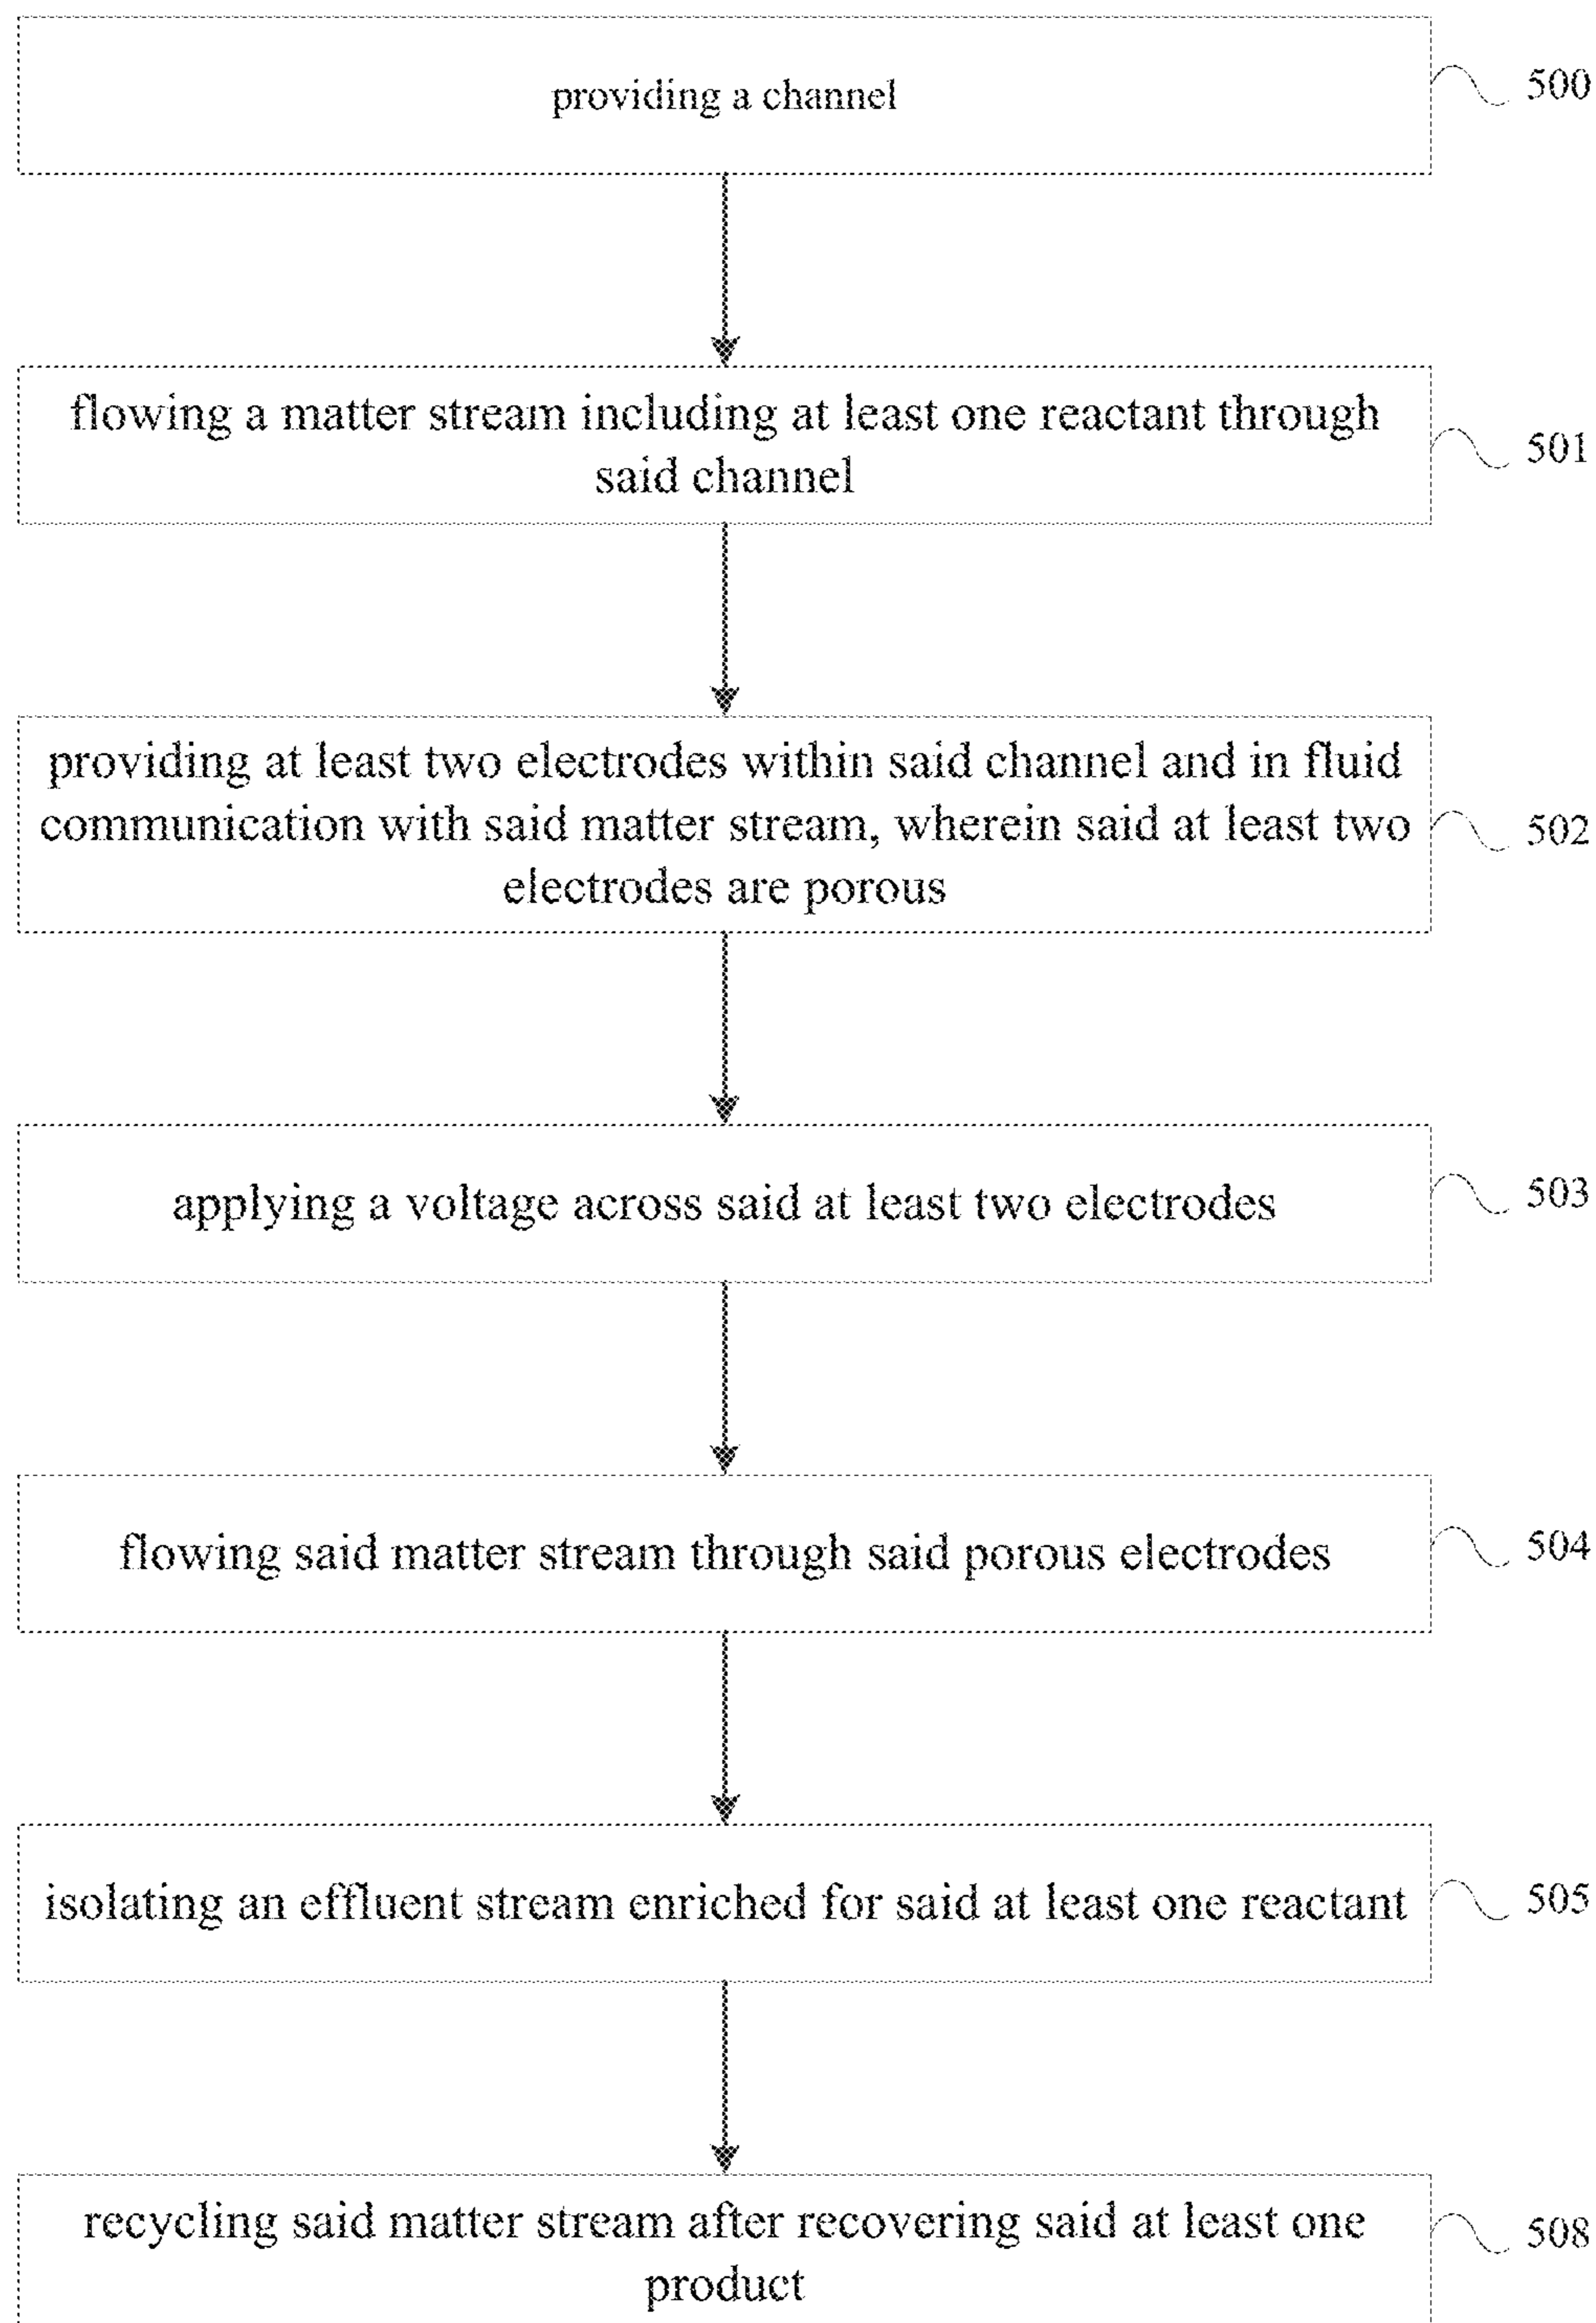 providing a channel
500
flowing a matter stream including at least one reactant through
said channel
501
providing at least two electrodes within said channel and in fluid
communication with said matter stream, wherein said at least two
electrodes are porous
502
applying a voltage across said at least two electrodes
503
flowing said matter stream through said porous electrodes
504
isolating an effluent stream enriched for said at least one reactant
505
recycling said matter stream after recovering said at least one
product
508